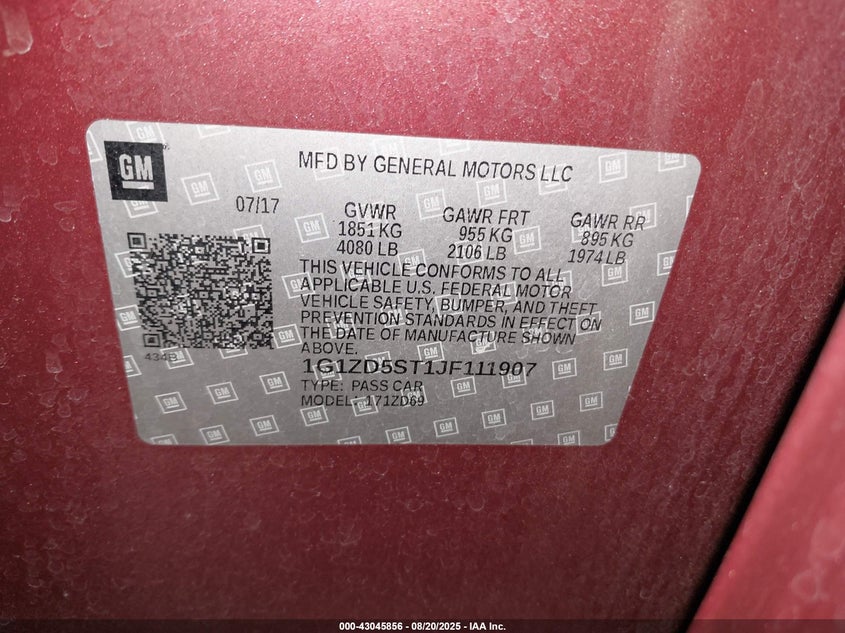 GM
MFD BY GENERAL MOTORS LLC
07/17
GVWR
1851 KG
4080 LB
GAWR FRT
955 KG
2106 LB
GAWR RR
895 KG
1974 LB
THIS VEHICLE CONFORMS TO ALL
APPLICABLE U.S. FEDERAL MOTOR
VEHICLE SAFETY, BUMPER, AND THEFT
PREVENTION STANDARDS IN EFFECT ON
THE DATE OF MANUFACTURE SHOWN
ABOVE.
1G1ZD5ST1JF111907
TYPE: PASS CAR
MODEL: 171ZD69
000-43045856 - 08/20/2025 - IAA Inc.